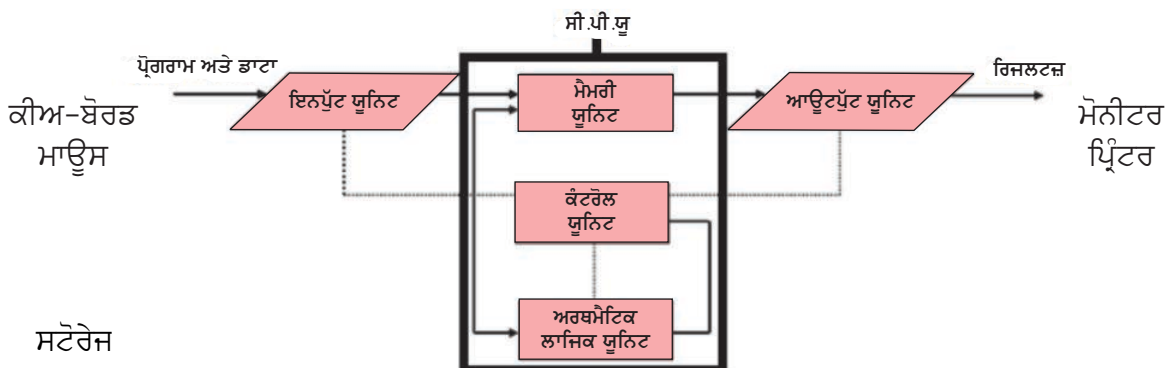 ਸੀ.ਪੀ.ਯੂ
ਪ੍ਰੋਗਰਾਮ ਅਤੇ ਡਾਟਾ
ਰਿਜਲਟਜ਼
ਕੀਅ-ਬੋਰਡ
ਮਾਊਸ
ਇਨਪੁੱਟ ਯੂਨਿਟ
ਮੈਮਰੀ
ਯੂਨਿਟ
ਆਊਟਪੁੱਟ ਯੂਨਿਟ
ਮੋਨੀਟਰ
ਪ੍ਰਿੰਟਰ
ਕੰਟਰੋਲ
ਯੂਨਿਟ
ਸਟੋਰੇਜ
ਅਰਥਮੈਟਿਕ
ਲਾਜਿਕ ਯੂਨਿਟ